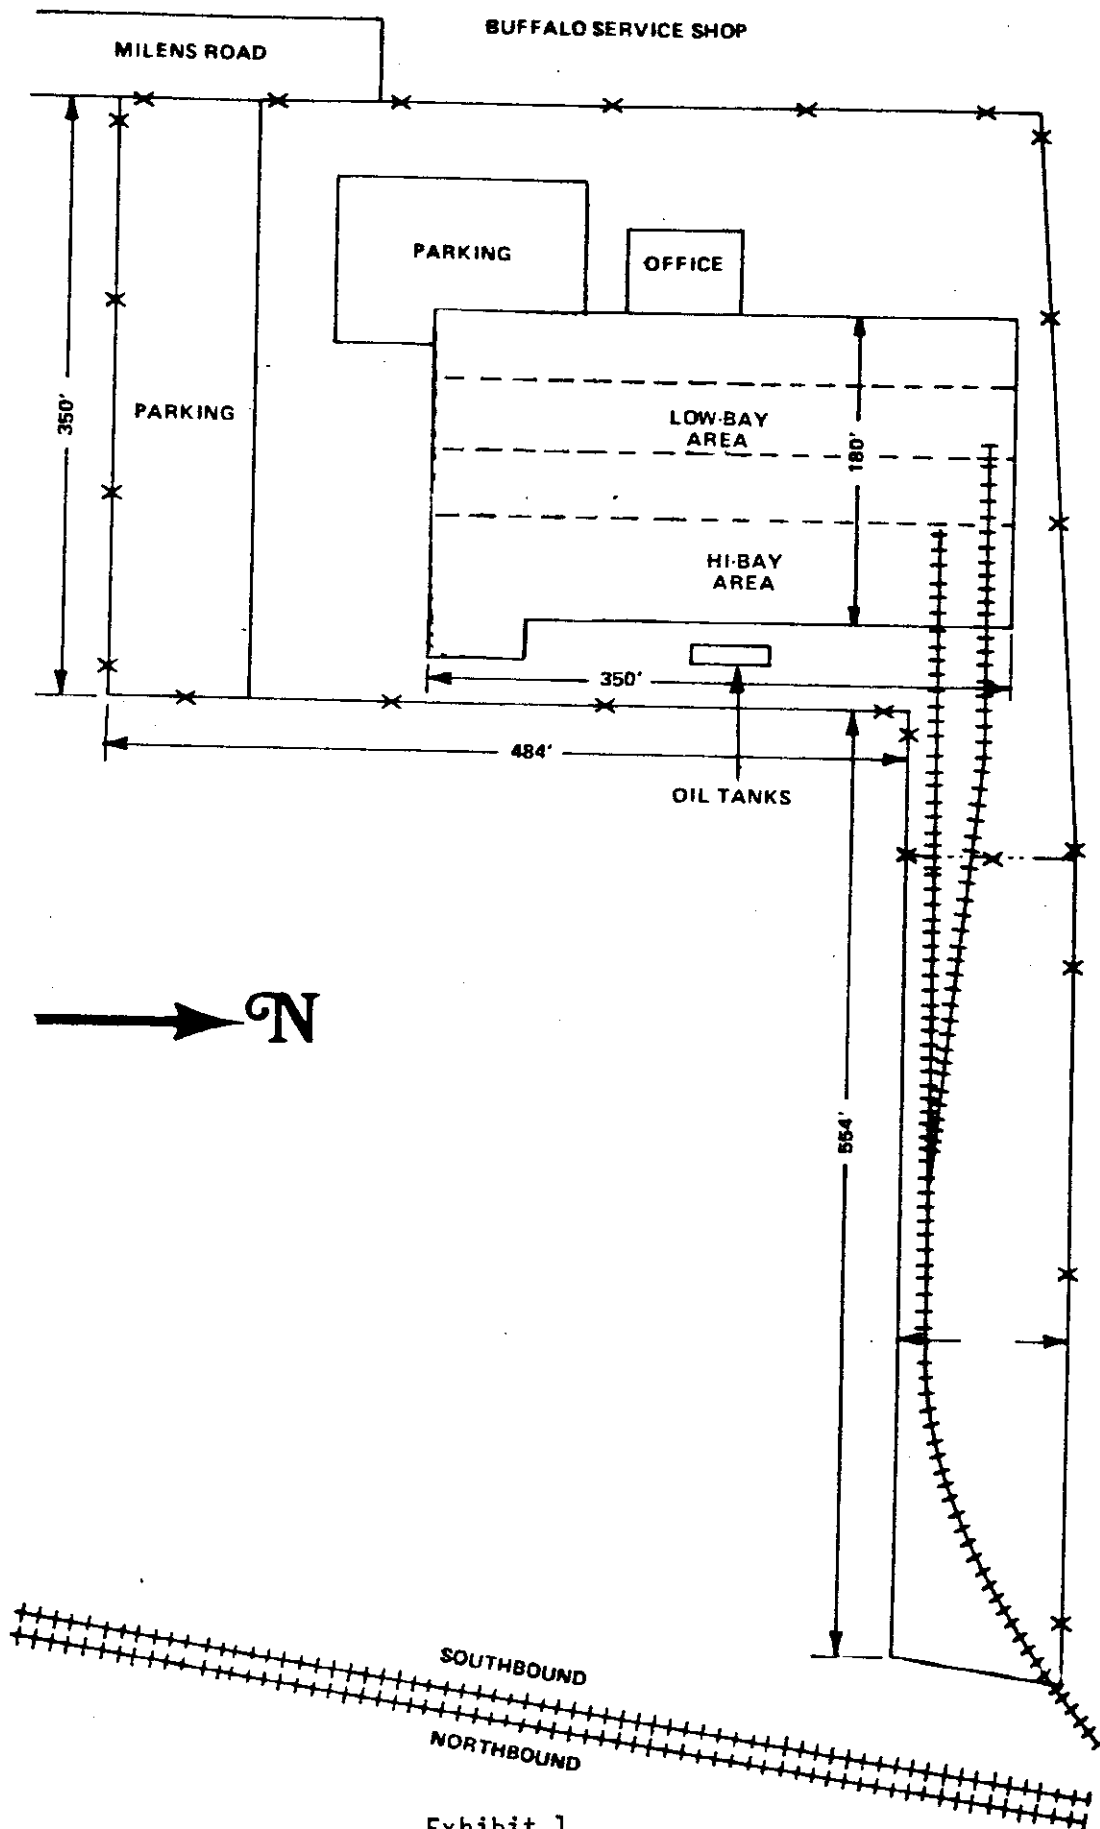 BUFFALO SERVICE SHOP
MILENS ROAD
PARKING
OFFICE
350'
PARKING
LOW-BAY
AREA
180'
HI-BAY
AREA
350'
484'
OIL TANKS
N
554'
SOUTHBOUND
NORTHBOUND
Exhibit 1